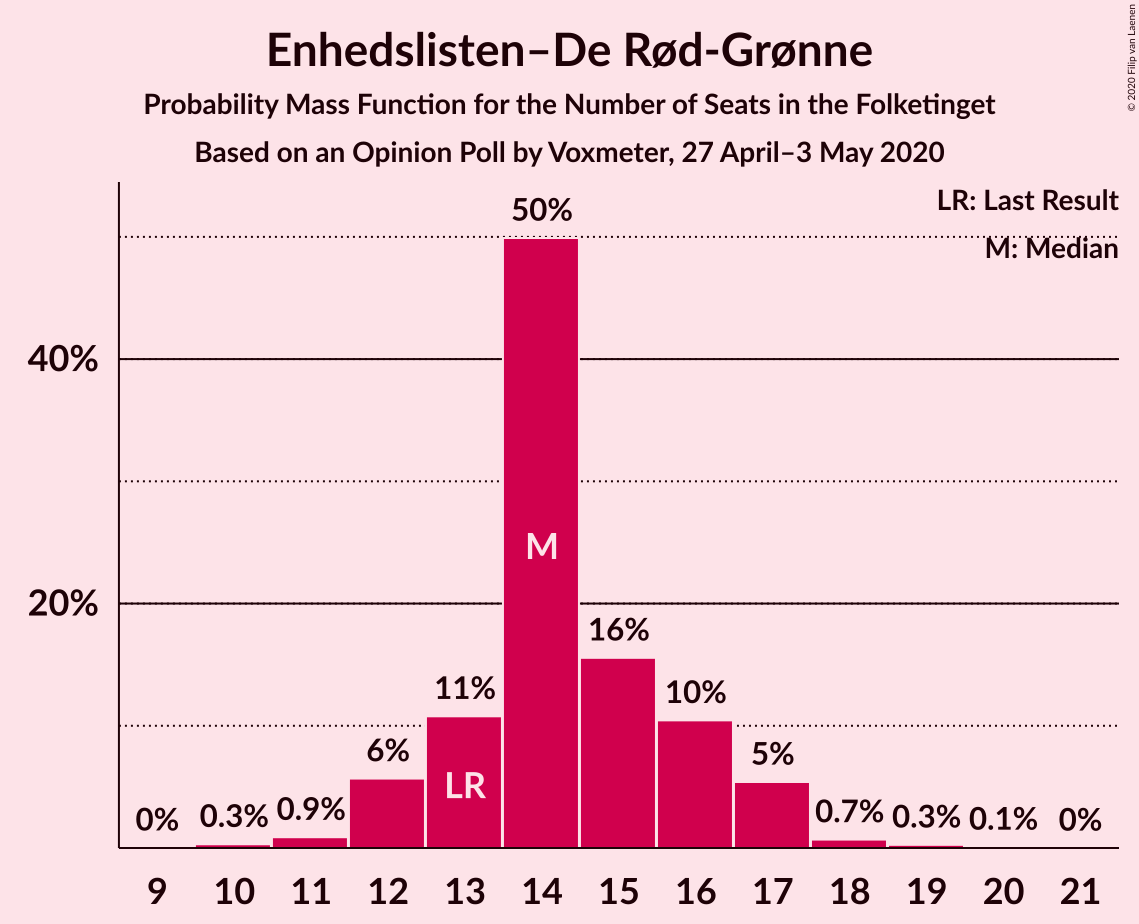 Enhedslisten–De Rød-Grønne
Probability Mass Function for the Number of Seats in the Folketinget
Based on an Opinion Poll by Voxmeter, 27 April–3 May 2020
© 2020 Filip van Laenen
LR: Last Result
M: Median
50%
40%
M
20%
16%
11%
10%
6%
5%
LR
0%
0.3%
0.9%
0.7%
0.3%
0.1%
0%
9 10 11 12 13 14 15 16 17 18 19 20 21